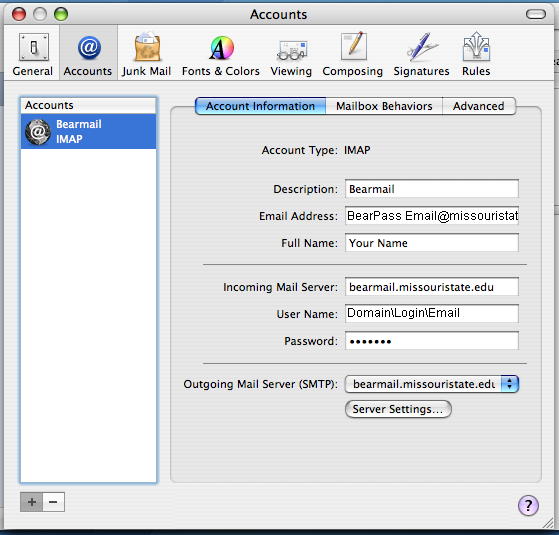 Accounts
General Accounts Junk Mail Fonts & Colors Viewing Composing Signatures Rules
Accounts
Bearmail
IMAP
Account Information Mailbox Behaviors Advanced
Account Type: IMAP
Description: Bearmail
Email Address: BearPass Email@missouristat
Full Name: Your Name
Incoming Mail Server: bearmail.missouristate.edu
User Name: Domain\Login\Email
Password: •••••••
Outgoing Mail Server (SMTP): bearmail.missouristate.edu
Server Settings...
+ −
?